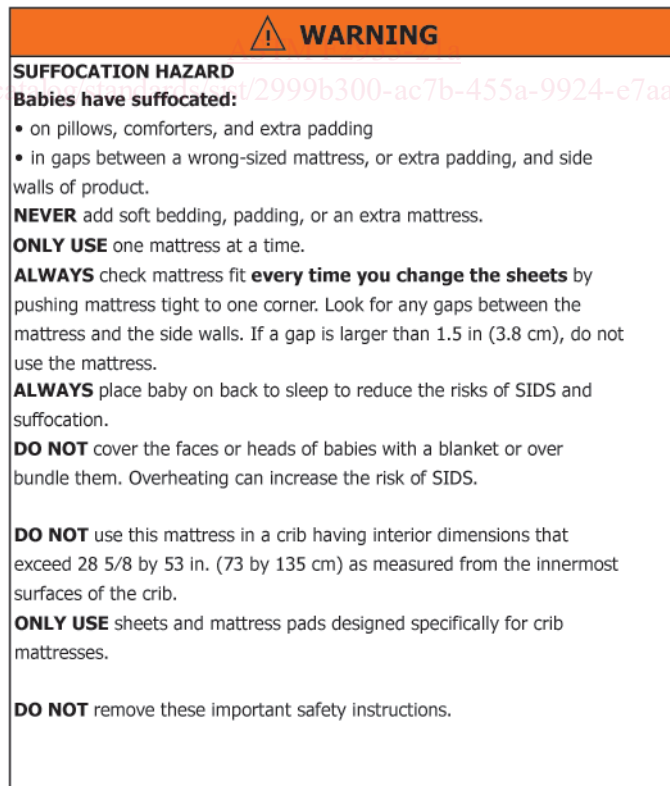 ⚠ WARNING
SUFFOCATION HAZARD
Babies have suffocated:
• on pillows, comforters, and extra padding
• in gaps between a wrong-sized mattress, or extra padding, and side
walls of product.
NEVER add soft bedding, padding, or an extra mattress.
ONLY USE one mattress at a time.
ALWAYS check mattress fit every time you change the sheets by
pushing mattress tight to one corner. Look for any gaps between the
mattress and the side walls. If a gap is larger than 1.5 in (3.8 cm), do not
use the mattress.
ALWAYS place baby on back to sleep to reduce the risks of SIDS and
suffocation.
DO NOT cover the faces or heads of babies with a blanket or over
bundle them. Overheating can increase the risk of SIDS.
DO NOT use this mattress in a crib having interior dimensions that
exceed 28 5/8 by 53 in. (73 by 135 cm) as measured from the innermost
surfaces of the crib.
ONLY USE sheets and mattress pads designed specifically for crib
mattresses.
DO NOT remove these important safety instructions.